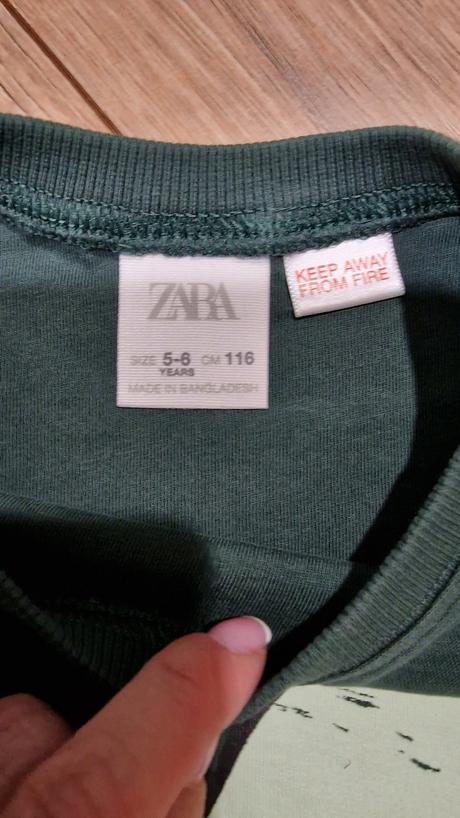 ZARA
SIZE 5-6 CM 116
YEARS
MADE IN BANGLADESH
KEEP AWAY
FROM FIRE